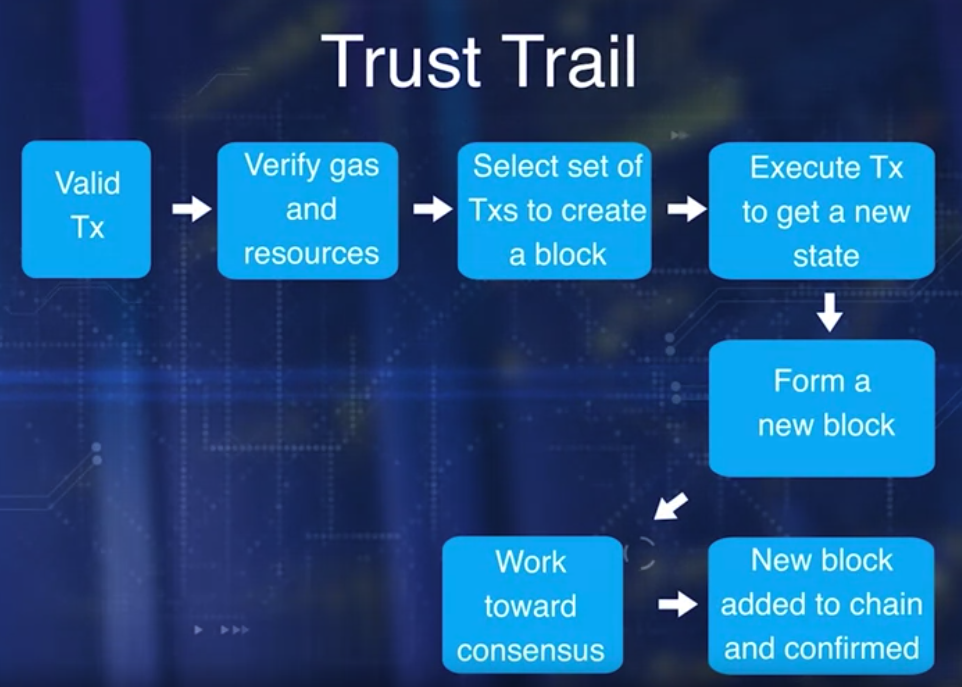 Trust Trail
Valid
Tx
Verify gas
and
resources
Select set of
Txs to create
a block
Execute Tx
to get a new
state
Form a
new block
Work
toward
consensus
New block
added to chain
and confirmed